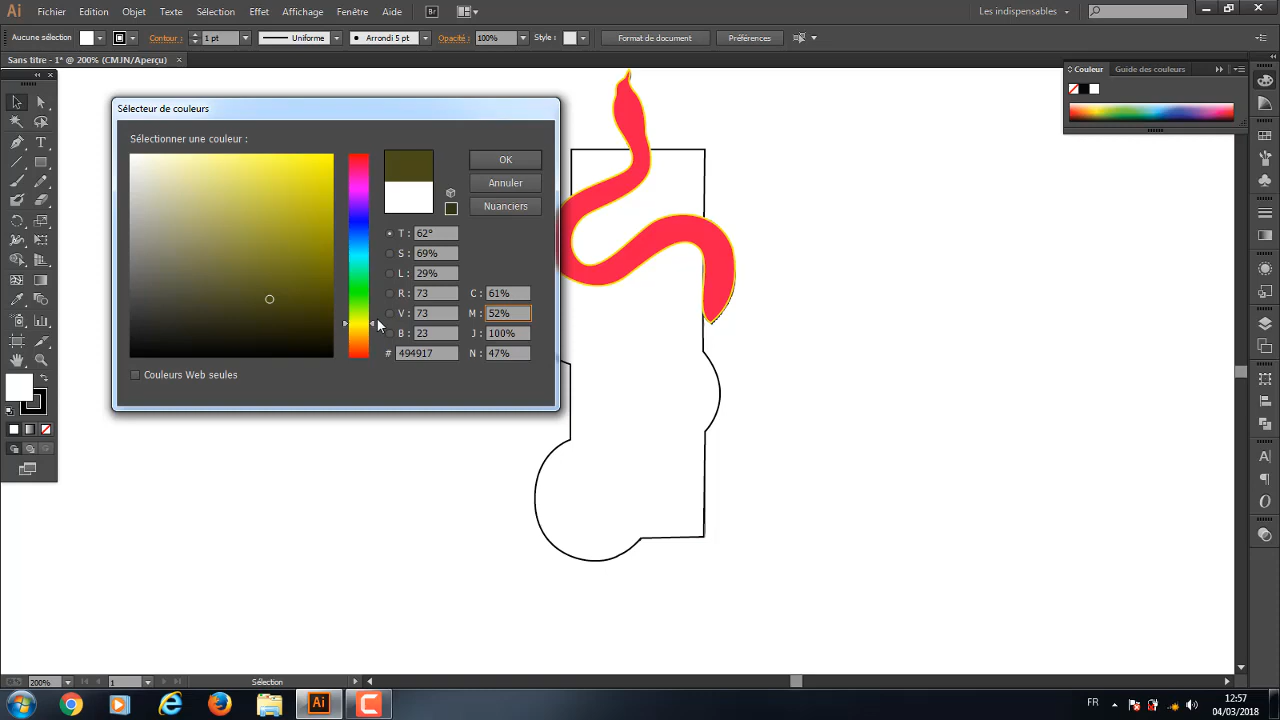 Ai Fichier Edition Objet Texte Sélection Effet Affichage Fenêtre Aide Br Les indispensables
Aucune sélection Contour : 1 pt Uniforme Arrondi 5 pt Opacité : 100% Style : Format de document Préférences
Sans titre - 1* @ 200% (CMJN/Aperçu) ×
Couleur Guide des couleurs
Sélecteur de couleurs
Sélectionner une couleur :
OK
Annuler
Nuanciers
T : 62°
S : 69%
L : 29%
R : 73 C : 61%
V : 73 M : 52%
B : 23 J : 100%
# 494917 N : 47%
Couleurs Web seules
200% 1 Sélection
Ai FR 12:57
04/03/2018